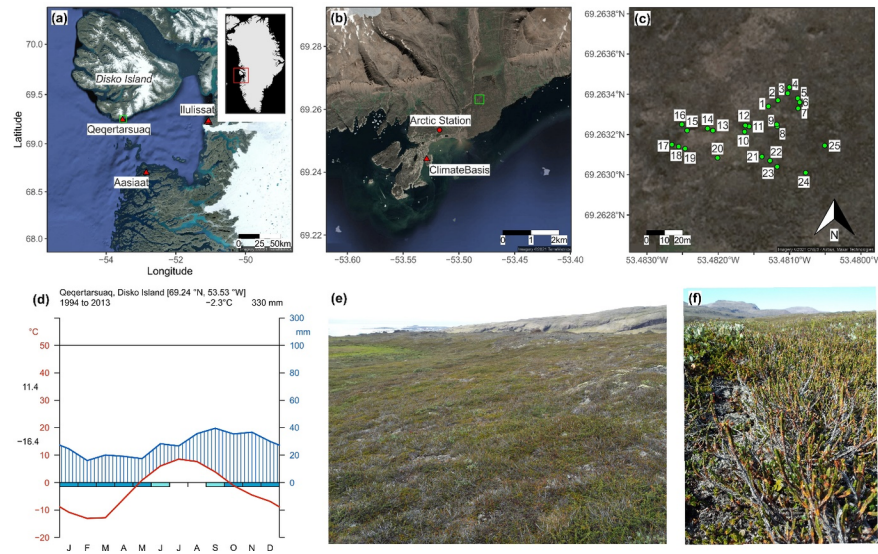 (a)
Disko Island
Ilulissat
Qeqertarsuaq
Aasiaat
70.0
69.5
69.0
68.5
68.0
Latitude
0 25 50km
−54 −52 −50
Longitude
(b)
69.28
69.26
69.24
69.22
Arctic Station
ClimateBasis
0 1 2km
−53.60 −53.55 −53.50 −53.45 −53.40
(c)
69.2638°N
69.2636°N
69.2634°N
69.2632°N
69.2630°N
69.2628°N
4
3
2
5
6
1
7
16
12
9
15
14
13
11
8
10
17
18
19
20
21
22
25
23
24
0 10 20m
N
53.4830°W 53.4820°W 53.4810°W 53.4800°W
(d)
Qeqertarsuaq, Disko Island [69.24 °N, 53.53 °W]
1994 to 2013 −2.3°C 330 mm
°C
50
40
30
20
10
0
−10
−20
11.4
−16.4
300
mm
200
100
80
60
40
20
0
J F M A M J J A S O N D
(e)
(f)